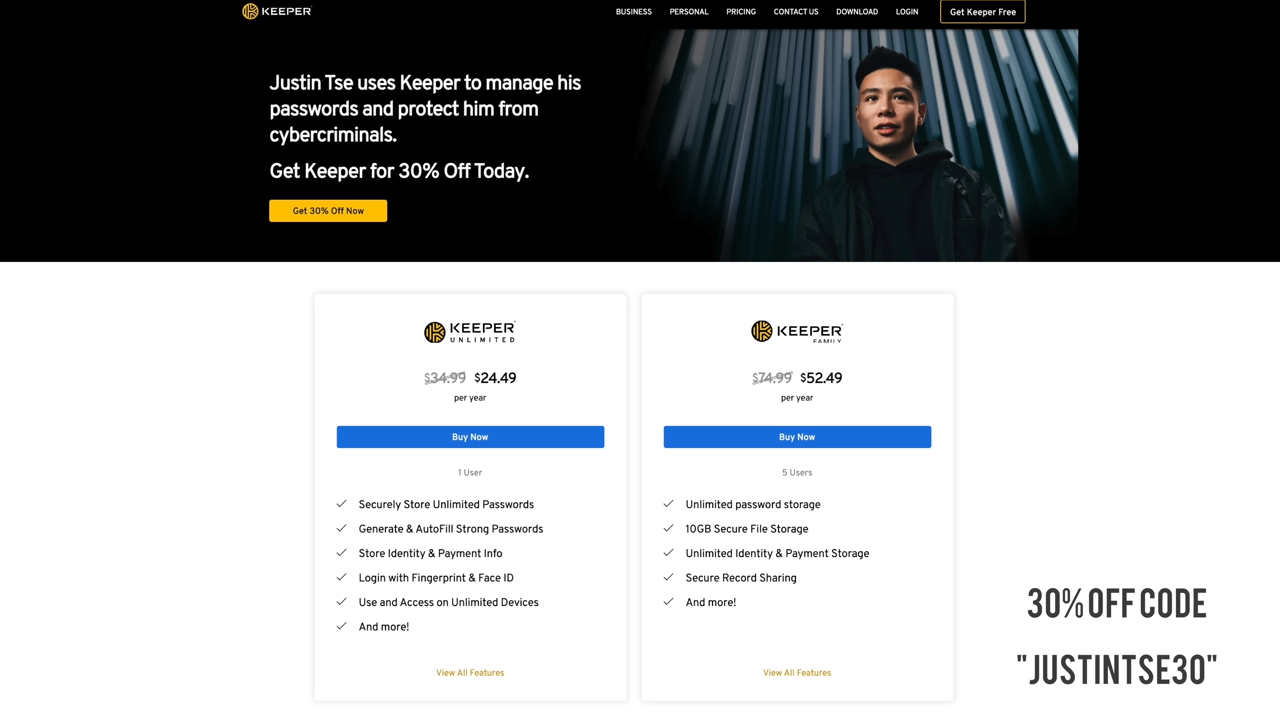 KEEPER
BUSINESS PERSONAL PRICING CONTACT US DOWNLOAD LOGIN Get Keeper Free
Justin Tse uses Keeper to manage his
passwords and protect him from
cybercriminals.
Get Keeper for 30% Off Today.
Get 30% Off Now
KEEPER
UNLIMITED
$34.99 $24.49
per year
Buy Now
1 User
Securely Store Unlimited Passwords
Generate & AutoFill Strong Passwords
Store Identity & Payment Info
Login with Fingerprint & Face ID
Use and Access on Unlimited Devices
And more!
View All Features
KEEPER
FAMILY
$74.99 $52.49
per year
Buy Now
5 Users
Unlimited password storage
10GB Secure File Storage
Unlimited Identity & Payment Storage
Secure Record Sharing
And more!
View All Features
30% OFF CODE
"JUSTINTSE30"